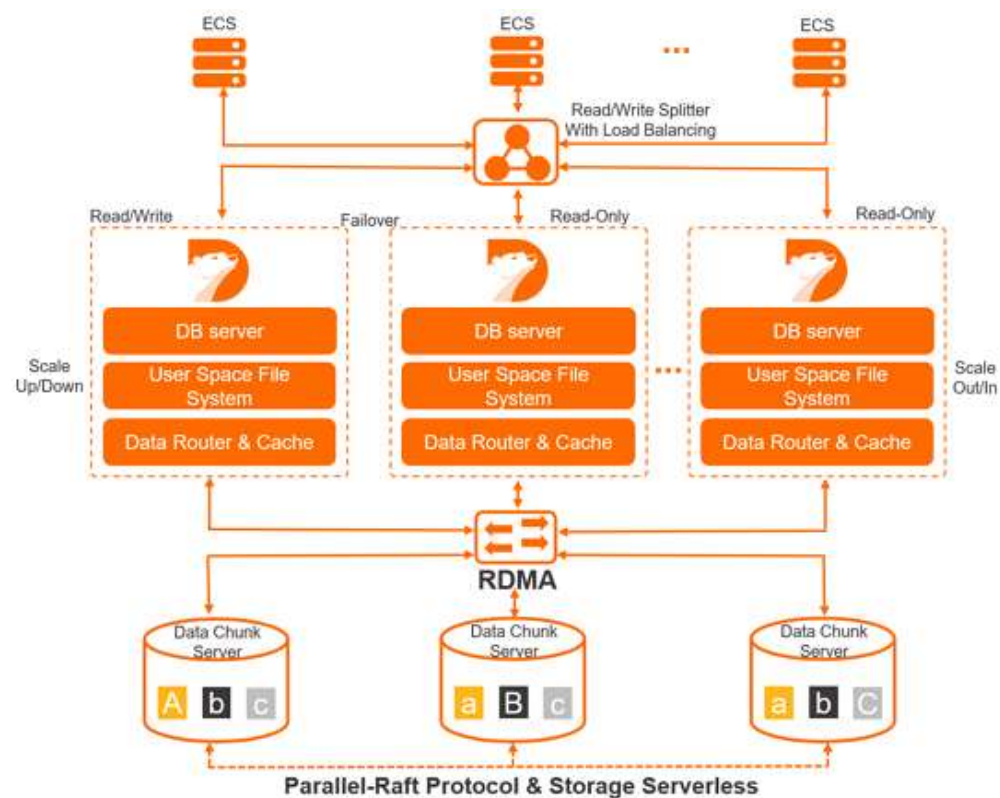 ECS
ECS
ECS
Read/Write Splitter
With Load Balancing
Read/Write
Failover
Read-Only
Read-Only
DB server
DB server
DB server
Scale
Up/Down
User Space File
System
User Space File
System
User Space File
System
Scale
Out/In
Data Router & Cache
Data Router & Cache
Data Router & Cache
RDMA
Data Chunk
Server
Data Chunk
Server
Data Chunk
Server
A b c
a B c
a b C
Parallel-Raft Protocol & Storage Serverless